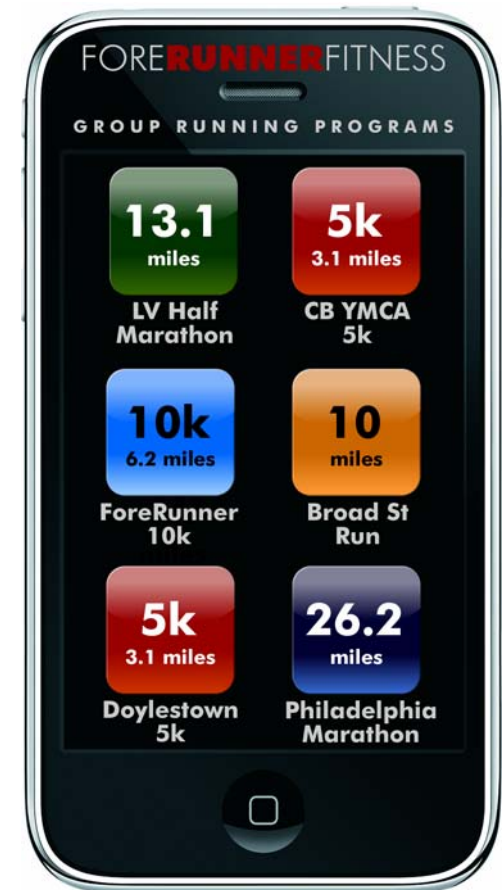 FORERUNNERFITNESS
GROUP RUNNING PROGRAMS
13.1
miles
LV Half
Marathon
5k
3.1 miles
CB YMCA
5k
10k
6.2 miles
ForeRunner
10k
10
miles
Broad St
Run
5k
3.1 miles
Doylestown
5k
26.2
miles
Philadelphia
Marathon